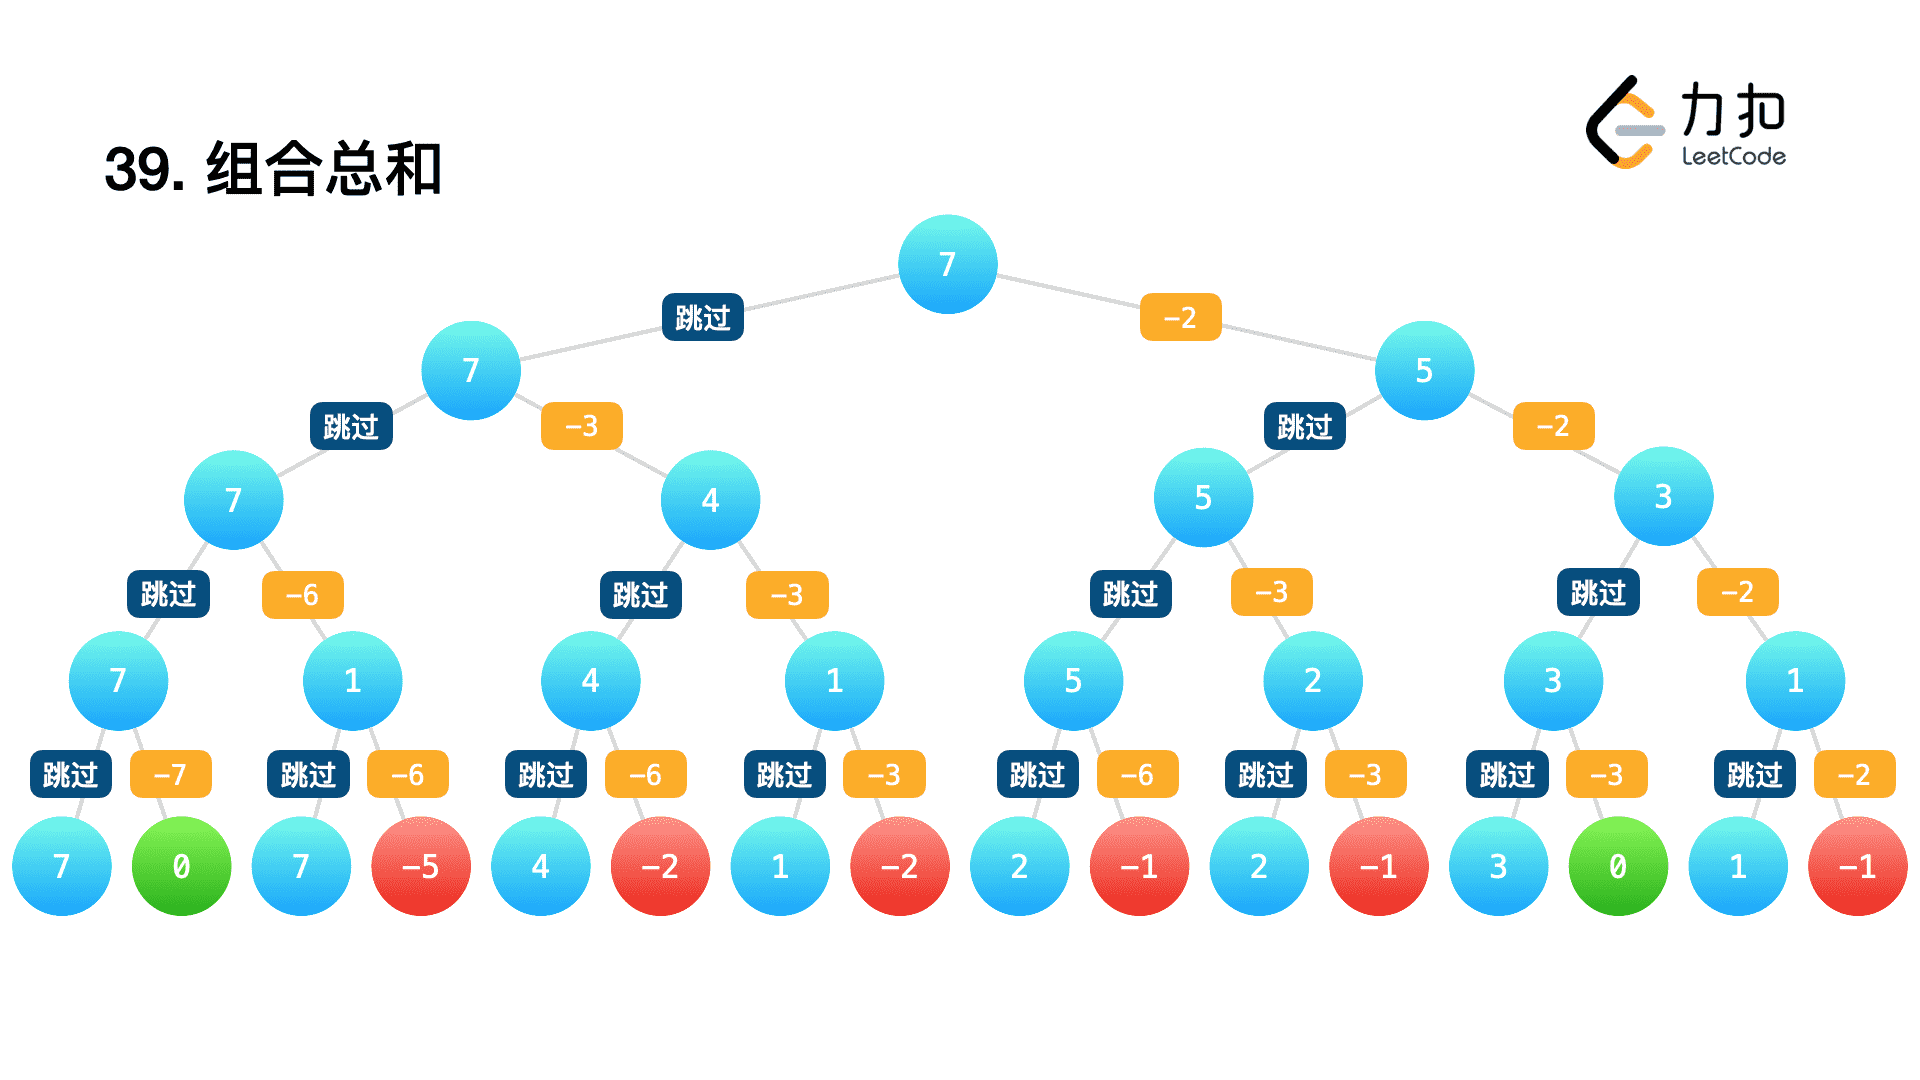 力扣
LeetCode
39. 组合总和
7
跳过 -2
7 5
跳过 -3 跳过 -2
7 4 5 3
跳过 -6 跳过 -3 跳过 -3 跳过 -2
7 1 4 1 5 2 3 1
跳过 -7 跳过 -6 跳过 -6 跳过 -3 跳过 -6 跳过 -3 跳过 -3 跳过 -2
7 0 7 -5 4 -2 1 -2 2 -1 2 -1 3 0 1 -1